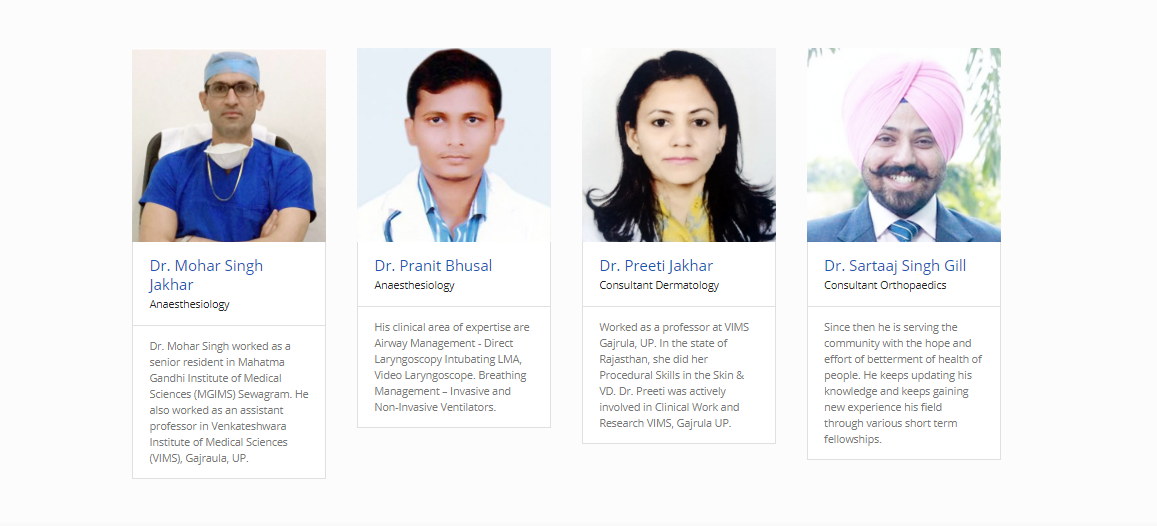 Dr. Mohar Singh
Jakhar
Anaesthesiology
Dr. Mohar Singh worked as a
senior resident in Mahatma
Gandhi Institute of Medical
Sciences (MGIMS) Sewagram. He
also worked as an assistant
professor in Venkateshwara
Institute of Medical Sciences
(VIMS), Gajraula, UP.
Dr. Pranit Bhusal
Anaesthesiology
His clinical area of expertise are
Airway Management - Direct
Laryngoscopy Intubating LMA,
Video Laryngoscope. Breathing
Management – Invasive and
Non-Invasive Ventilators.
Dr. Preeti Jakhar
Consultant Dermatology
Worked as a professor at VIMS
Gajrula, UP. In the state of
Rajasthan, she did her
Procedural Skills in the Skin &
VD. Dr. Preeti was actively
involved in Clinical Work and
Research VIMS, Gajrula UP.
Dr. Sartaaj Singh Gill
Consultant Orthopaedics
Since then he is serving the
community with the hope and
effort of betterment of health of
people. He keeps updating his
knowledge and keeps gaining
new experience his field
through various short term
fellowships.